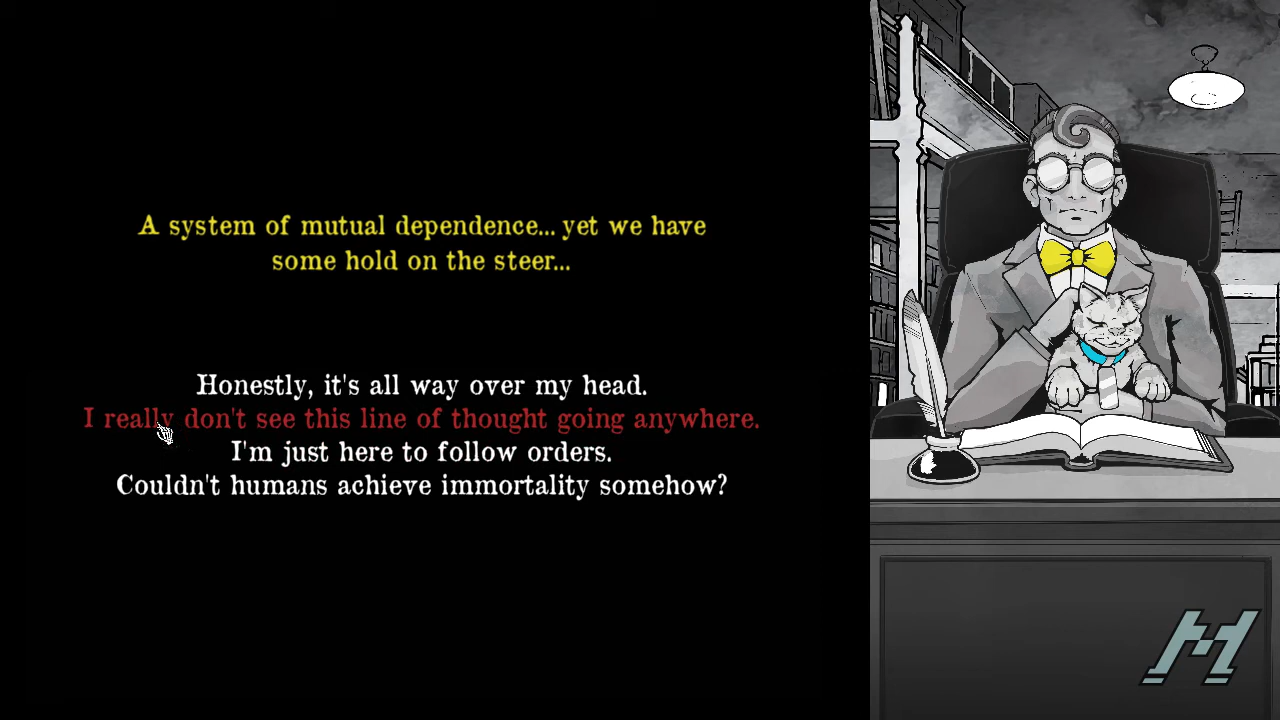 A system of mutual dependence... yet we have
some hold on the steer...
Honestly, it's all way over my head.
I really don't see this line of thought going anywhere.
I'm just here to follow orders.
Couldn't humans achieve immortality somehow?
M